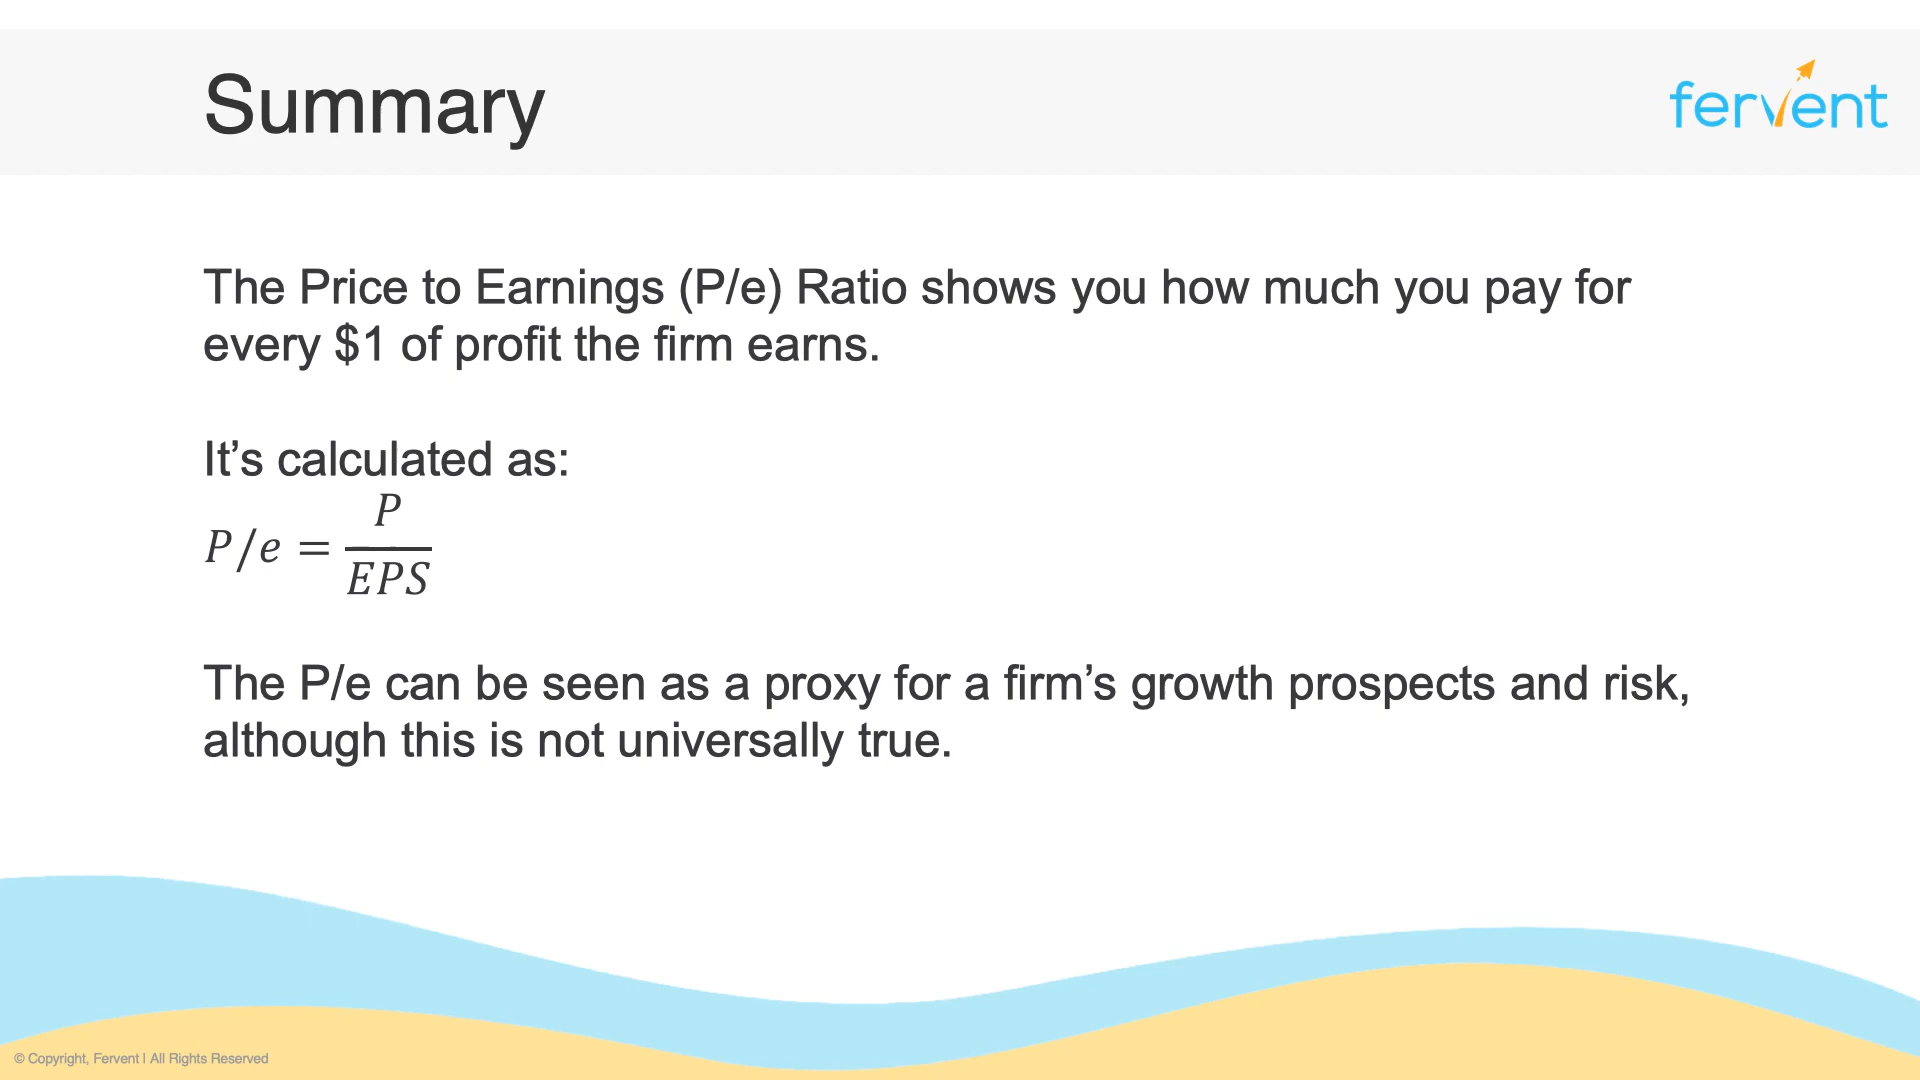 Summary
fervent
The Price to Earnings (P/e) Ratio shows you how much you pay for
every $1 of profit the firm earns.
It’s calculated as:
P/e = P/EPS
The P/e can be seen as a proxy for a firm’s growth prospects and risk,
although this is not universally true.
© Copyright, Fervent | All Rights Reserved